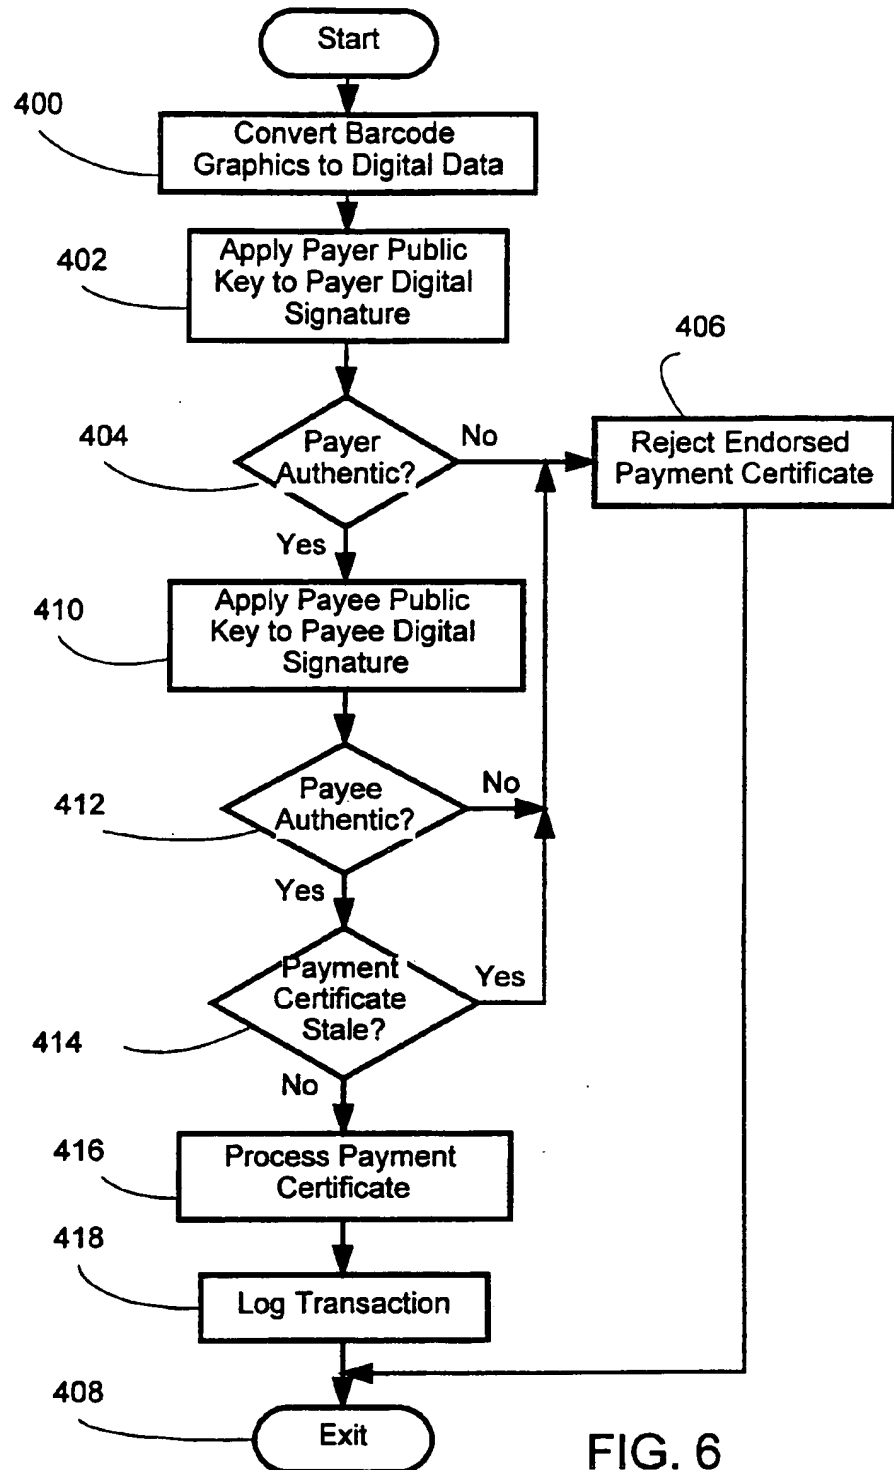 Start
400
Convert Barcode
Graphics to Digital Data
402
Apply Payer Public
Key to Payer Digital
Signature
406
404
Payer
Authentic?
No
Reject Endorsed
Payment Certificate
Yes
410
Apply Payee Public
Key to Payee Digital
Signature
412
Payee
Authentic?
No
Yes
414
Payment
Certificate
Stale?
Yes
No
416
Process Payment
Certificate
418
Log Transaction
408
Exit
FIG. 6